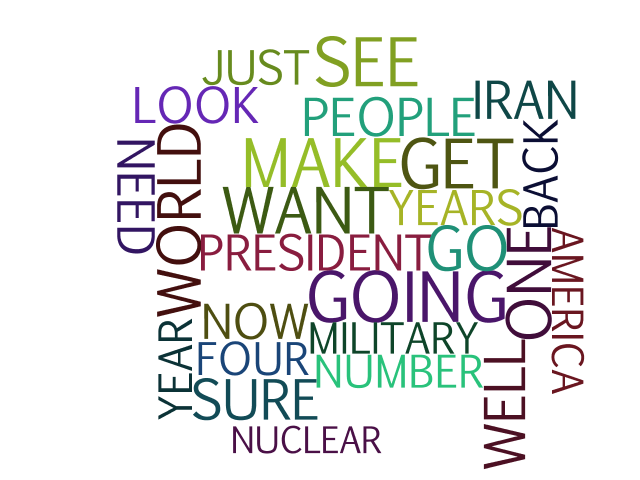 JUST
SEE
LOOK
PEOPLE
IRAN
NEED
WORLD
MAKE
GET
BACK
WANT
YEARS
PRESIDENT
GO
ONE
AMERICA
GOING
NOW
MILITARY
YEAR
FOUR
NUMBER
WELL
SURE
NUCLEAR